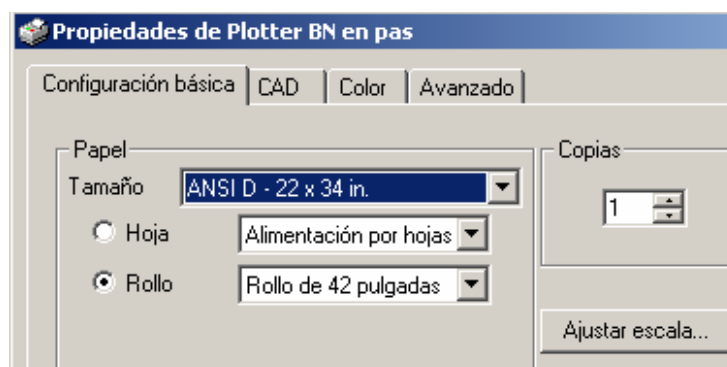 Propiedades de Plotter BN en pas
Configuración básica CAD Color Avanzado
Papel
Tamaño ANSI D - 22 x 34 in.
Hoja Alimentación por hojas
Rollo Rollo de 42 pulgadas
Copias
1
Ajustar escala...